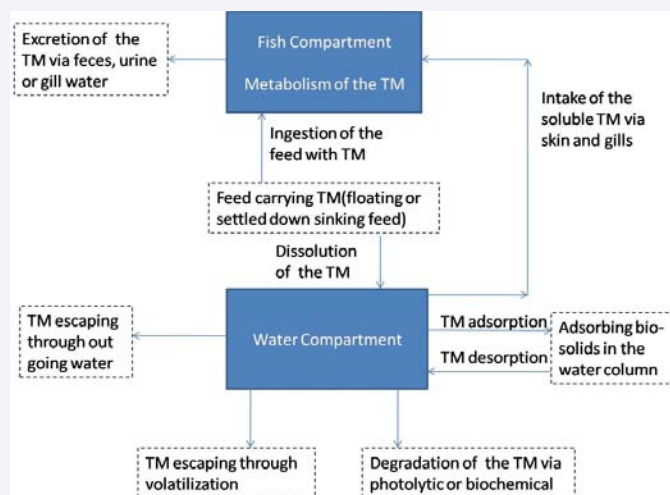 Excretion of the
TM via feces, urine
or gill water
Fish Compartment
Metabolism of the TM
Intake of the
soluble TM via
skin and gills
Ingestion of the
feed with TM
Feed carrying TM(floating or
settled down sinking feed)
Dissolution
of the TM
TM escaping
through out
going water
Water Compartment
TM adsorption
TM desorption
Adsorbing bio-
solids in the
water column
TM escaping through
volatilization
Degradation of the TM via
photolytic or biochemical